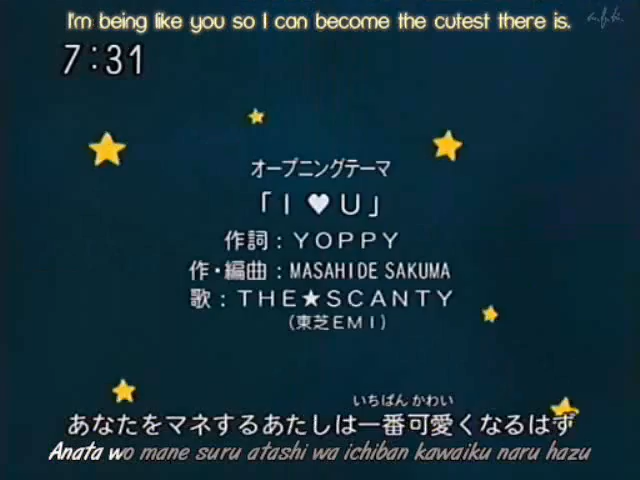 I'm being like you so I can become the cutest there is.
a.f.k.
7:31
オープニングテーマ
「I♥U」
作詞：YOPPY
作・編曲：MASAHIDE SAKUMA
歌：THE★SCANTY
(東芝EMI)
いちばん かわい
あなたをマネするあたしは一番可愛くなるはず
Anata wo mane suru atashi wa ichiban kawaiku naru hazu